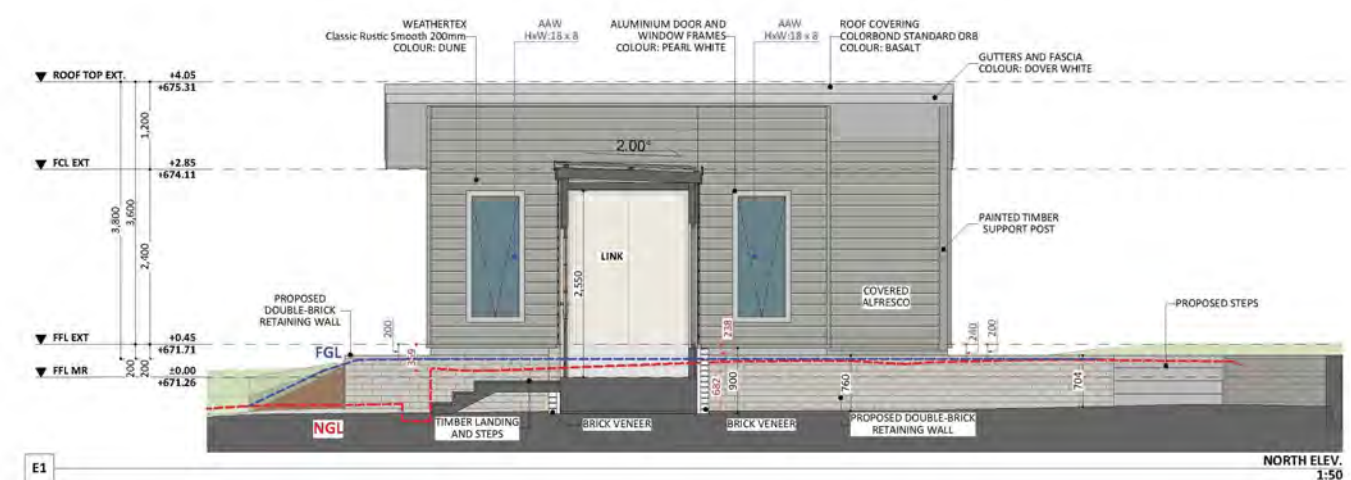 WEATHERTEX
Classic Rustic Smooth 200mm
COLOUR: DUNE
AAW
HxW:18 x 8
ALUMINIUM DOOR AND
WINDOW FRAMES
COLOUR: PEARL WHITE
AAW
HxW:18 x 8
ROOF COVERING
COLORBOND STANDARD ORB
COLOUR: BASALT
GUTTERS AND FASCIA
COLOUR: DOVER WHITE
ROOF TOP EXT.
+4.05
+675.31
1,200
2.00°
FCL EXT
+2.85
+674.11
3,800
3,600
2,400
2,550
LINK
PAINTED TIMBER
SUPPORT POST
COVERED
ALFRESCO
PROPOSED
DOUBLE-BRICK
RETAINING WALL
PROPOSED STEPS
FFL EXT
+0.45
+671.71
200
200
200
FGL
359
238
240
200
FFL MR
±0.00
+671.26
682
900
760
704
NGL
TIMBER LANDING
AND STEPS
BRICK VENEER
BRICK VENEER
PROPOSED DOUBLE-BRICK
RETAINING WALL
E1
NORTH ELEV.
1:50